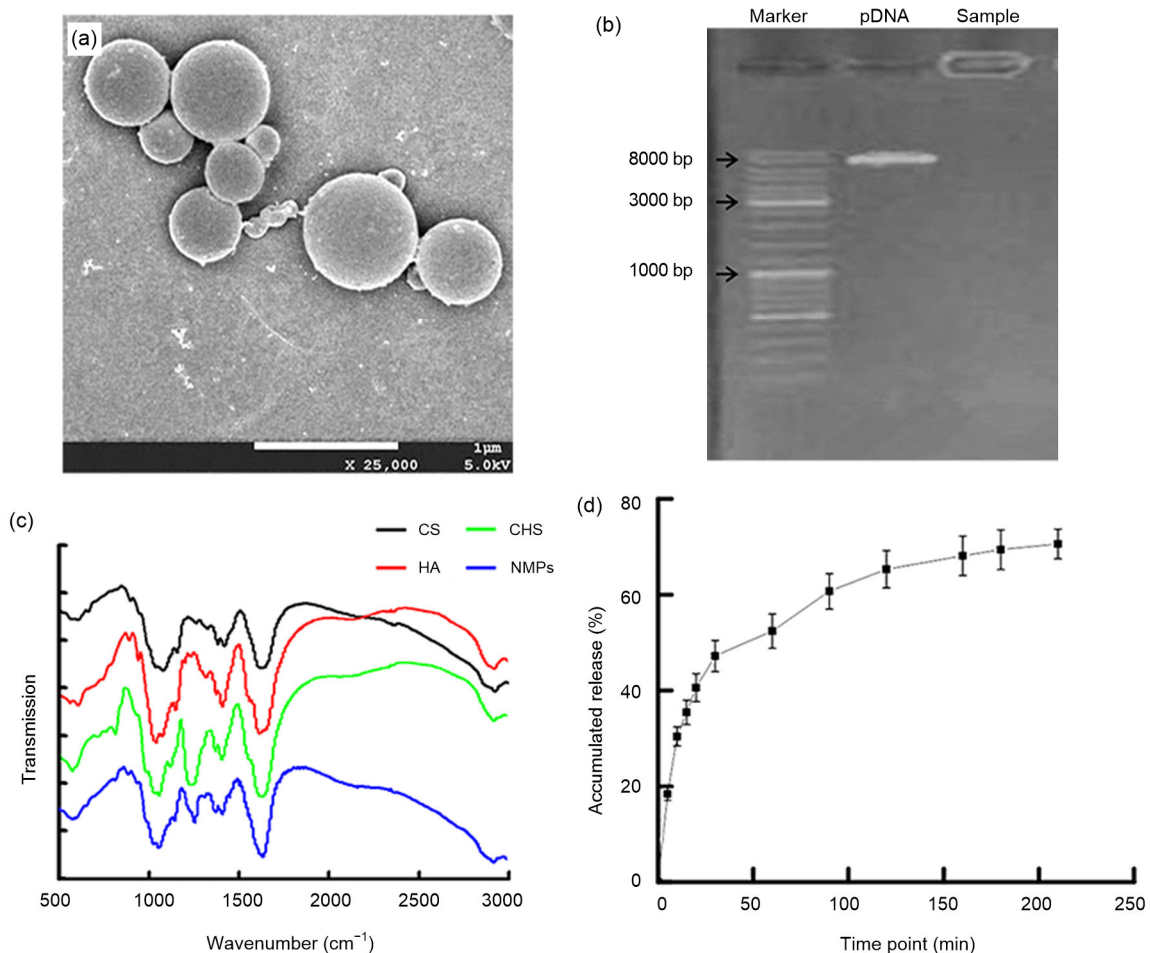 (a)
1μm
X 25,000 5.0kV
(b)
Marker pDNA Sample
8000 bp
3000 bp
1000 bp
(c)
CS CHS
HA NMPs
Transmission
500 1000 1500 2000 2500 3000
Wavenumber (cm⁻¹)
(d)
80
60
40
20
0
Accumulated release (%)
0 50 100 150 200 250
Time point (min)